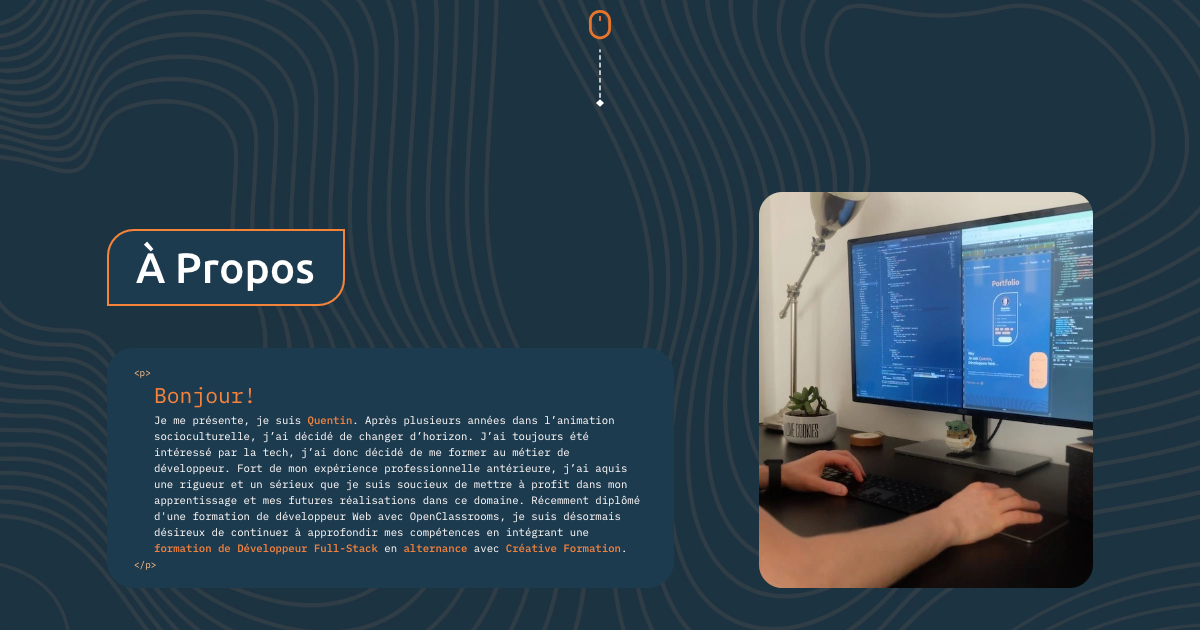 À Propos
<p>
Bonjour!
Je me présente, je suis Quentin. Après plusieurs années dans l’animation
socioculturelle, j’ai décidé de changer d’horizon. J’ai toujours été
intéressé par la tech, j’ai donc décidé de me former au métier de
développeur. Fort de mon expérience professionnelle antérieure, j’ai aquis
une rigueur et un sérieux que je suis soucieux de mettre à profit dans mon
apprentissage et mes futures réalisations dans ce domaine. Récemment diplômé
d'une formation de développeur Web avec OpenClassrooms, je suis désormais
désireux de continuer à approfondir mes compétences en intégrant une
formation de Développeur Full-Stack en alternance avec Créative Formation.
</p>
Portfolio
COOKIES